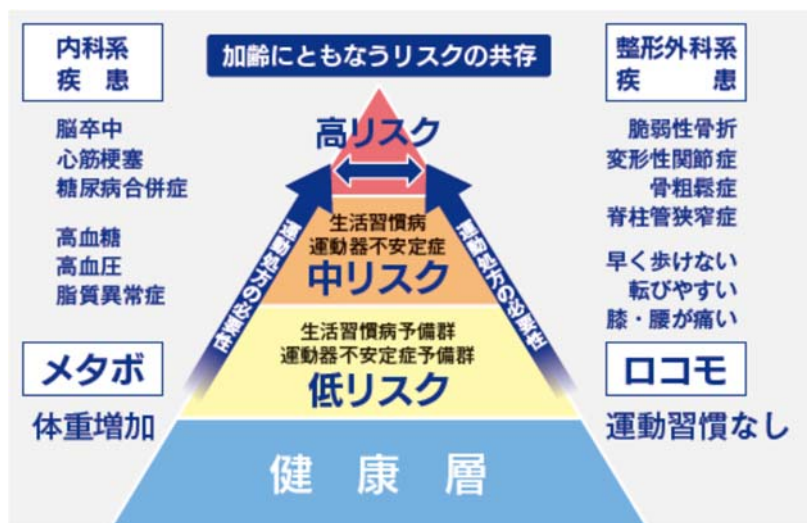 加齢にともなうリスクの共存
内科系
疾患
脳卒中
心筋梗塞
糖尿病合併症
高血糖
高血圧
脂質異常症
メタボ
体重増加
高リスク
生活習慣病
運動器不安定症
中リスク
生活習慣病予備群
運動器不安定症予備群
低リスク
健康層
運動処方の必要性
運動処方の必要性
整形外科系
疾患
脆弱性骨折
変形性関節症
骨粗鬆症
脊柱管狭窄症
早く歩けない
転びやすい
膝・腰が痛い
ロコモ
運動習慣なし